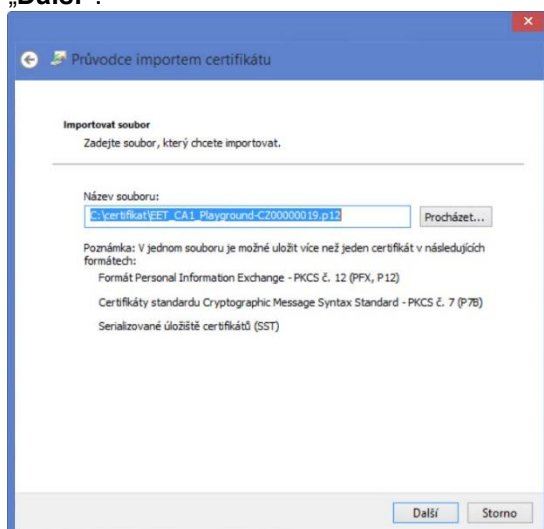 „Další“.
Průvodce importem certifikátu
Importovat soubor
Zadejte soubor, který chcete importovat.
Název souboru:
C:\certifikat\EET_CA1_Playground-CZ00000019.p12
Procházet...
Poznámka: V jednom souboru je možné uložit více než jeden certifikát v následujících
formátech:
Formát Personal Information Exchange - PKCS č. 12 (PFX, P12)
Certifikáty standardu Cryptographic Message Syntax Standard - PKCS č. 7 (P7B)
Serializované úložiště certifikátů (SST)
Další
Storno